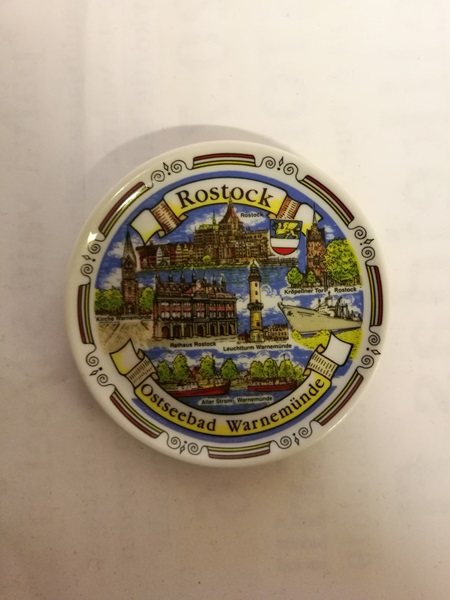 Rostock
Rostock
Kröpeliner Tor, Rostock
Rathaus Rostock
Leuchtturm Warnemünde
Alter Strom, Warnemünde
Ostseebad Warnemünde